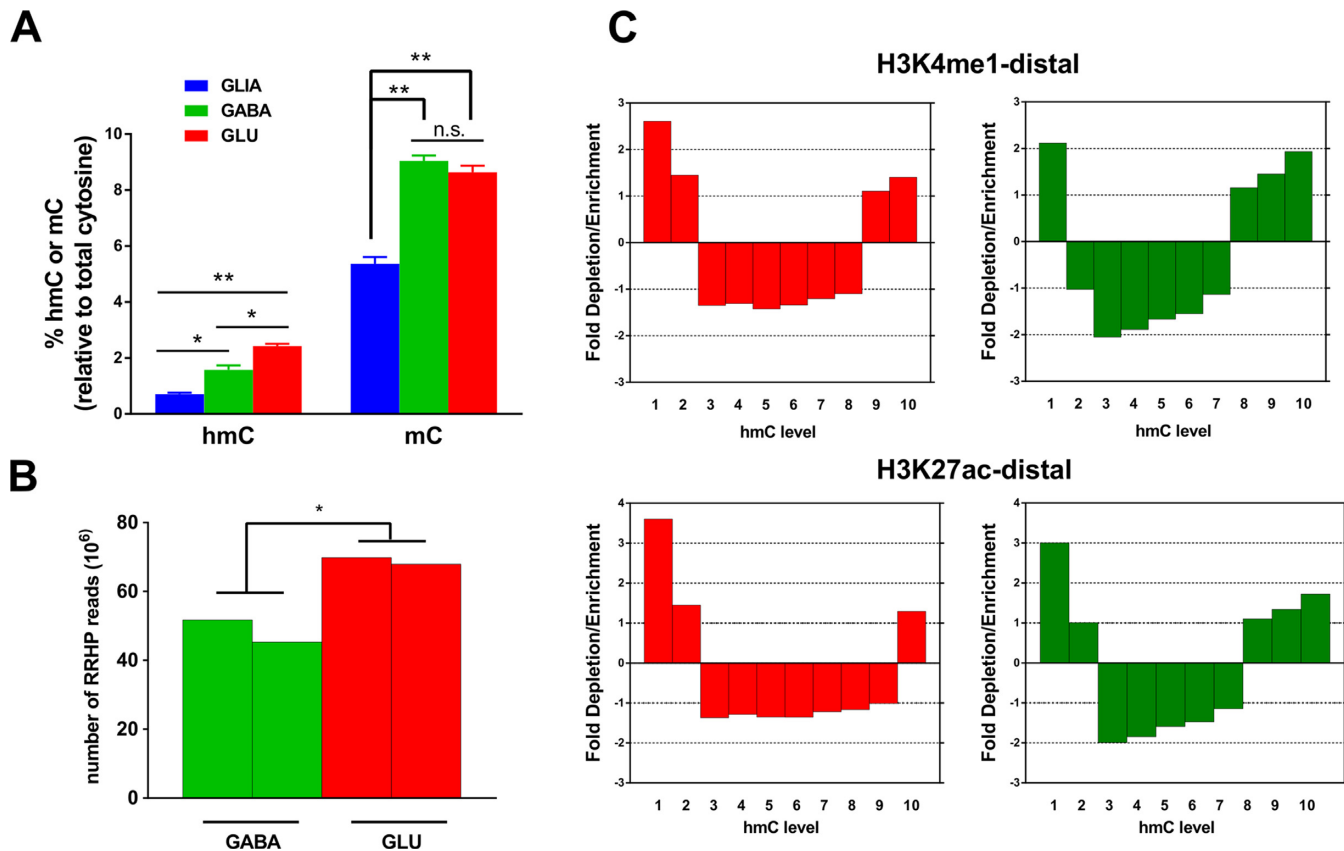 A
GLIA
GABA
GLU
**
**
n.s.
**
*
*
10
8
6
4
2
0
% hmC or mC
(relative to total cytosine)
hmC
mC
B
*
80
60
40
20
0
number of RRHP reads (10⁶)
GABA
GLU
C
H3K4me1-distal
3
2
1
0
-1
-2
-3
Fold Depletion/Enrichment
1 2 3 4 5 6 7 8 9 10
hmC level
3
2
1
0
-1
-2
-3
Fold Depletion/Enrichment
1 2 3 4 5 6 7 8 9 10
hmC level
H3K27ac-distal
4
3
2
1
0
-1
-2
-3
Fold Depletion/Enrichment
1 2 3 4 5 6 7 8 9 10
hmC level
4
3
2
1
0
-1
-2
-3
Fold Depletion/Enrichment
1 2 3 4 5 6 7 8 9 10
hmC level